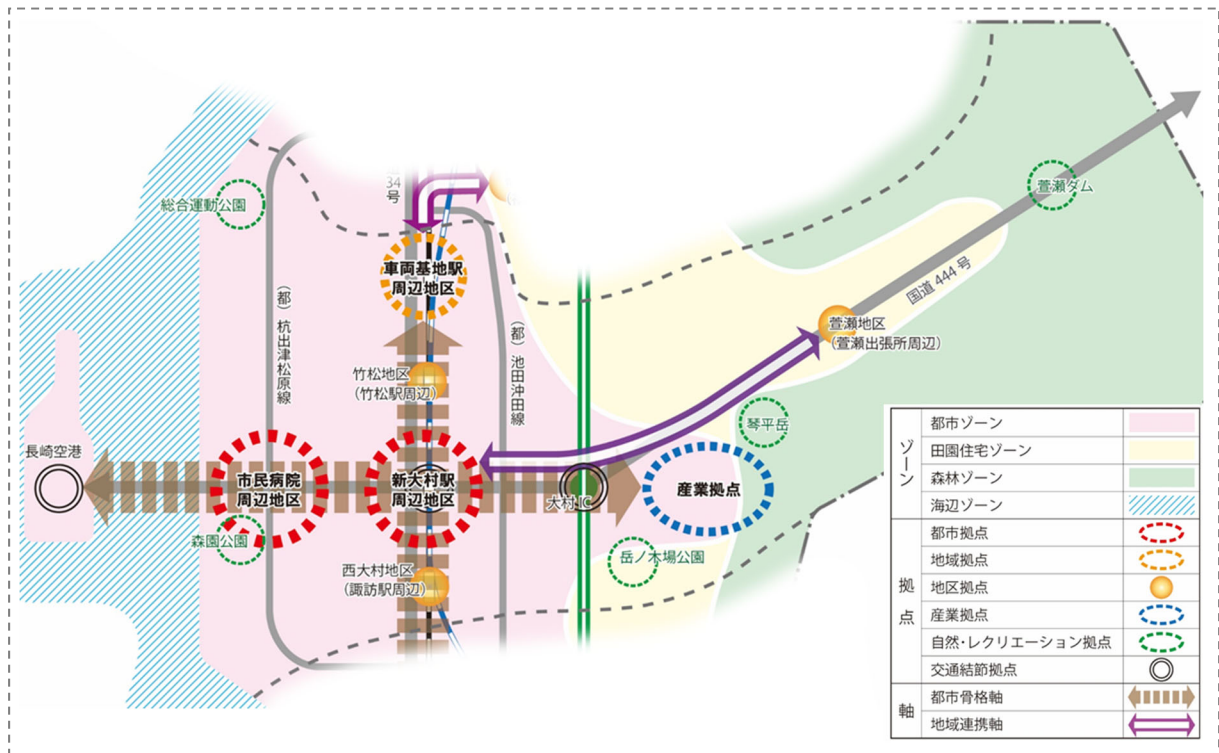 34号
総合運動公園
萱瀬ダム
車両基地駅
周辺地区
国道444号
(都)杭出津松原線
(都)池田沖田線
萱瀬地区
(萱瀬出張所周辺)
竹松地区
(竹松駅周辺)
琴平岳
長崎空港
市民病院
周辺地区
新大村駅
周辺地区
大村IC
産業拠点
森園公園
岳ノ木場公園
西大村地区
(諏訪駅周辺)
ゾーン
都市ゾーン
田園住宅ゾーン
森林ゾーン
海辺ゾーン
拠点
都市拠点
地域拠点
地区拠点
産業拠点
自然・レクリエーション拠点
交通結節拠点
軸
都市骨格軸
地域連携軸